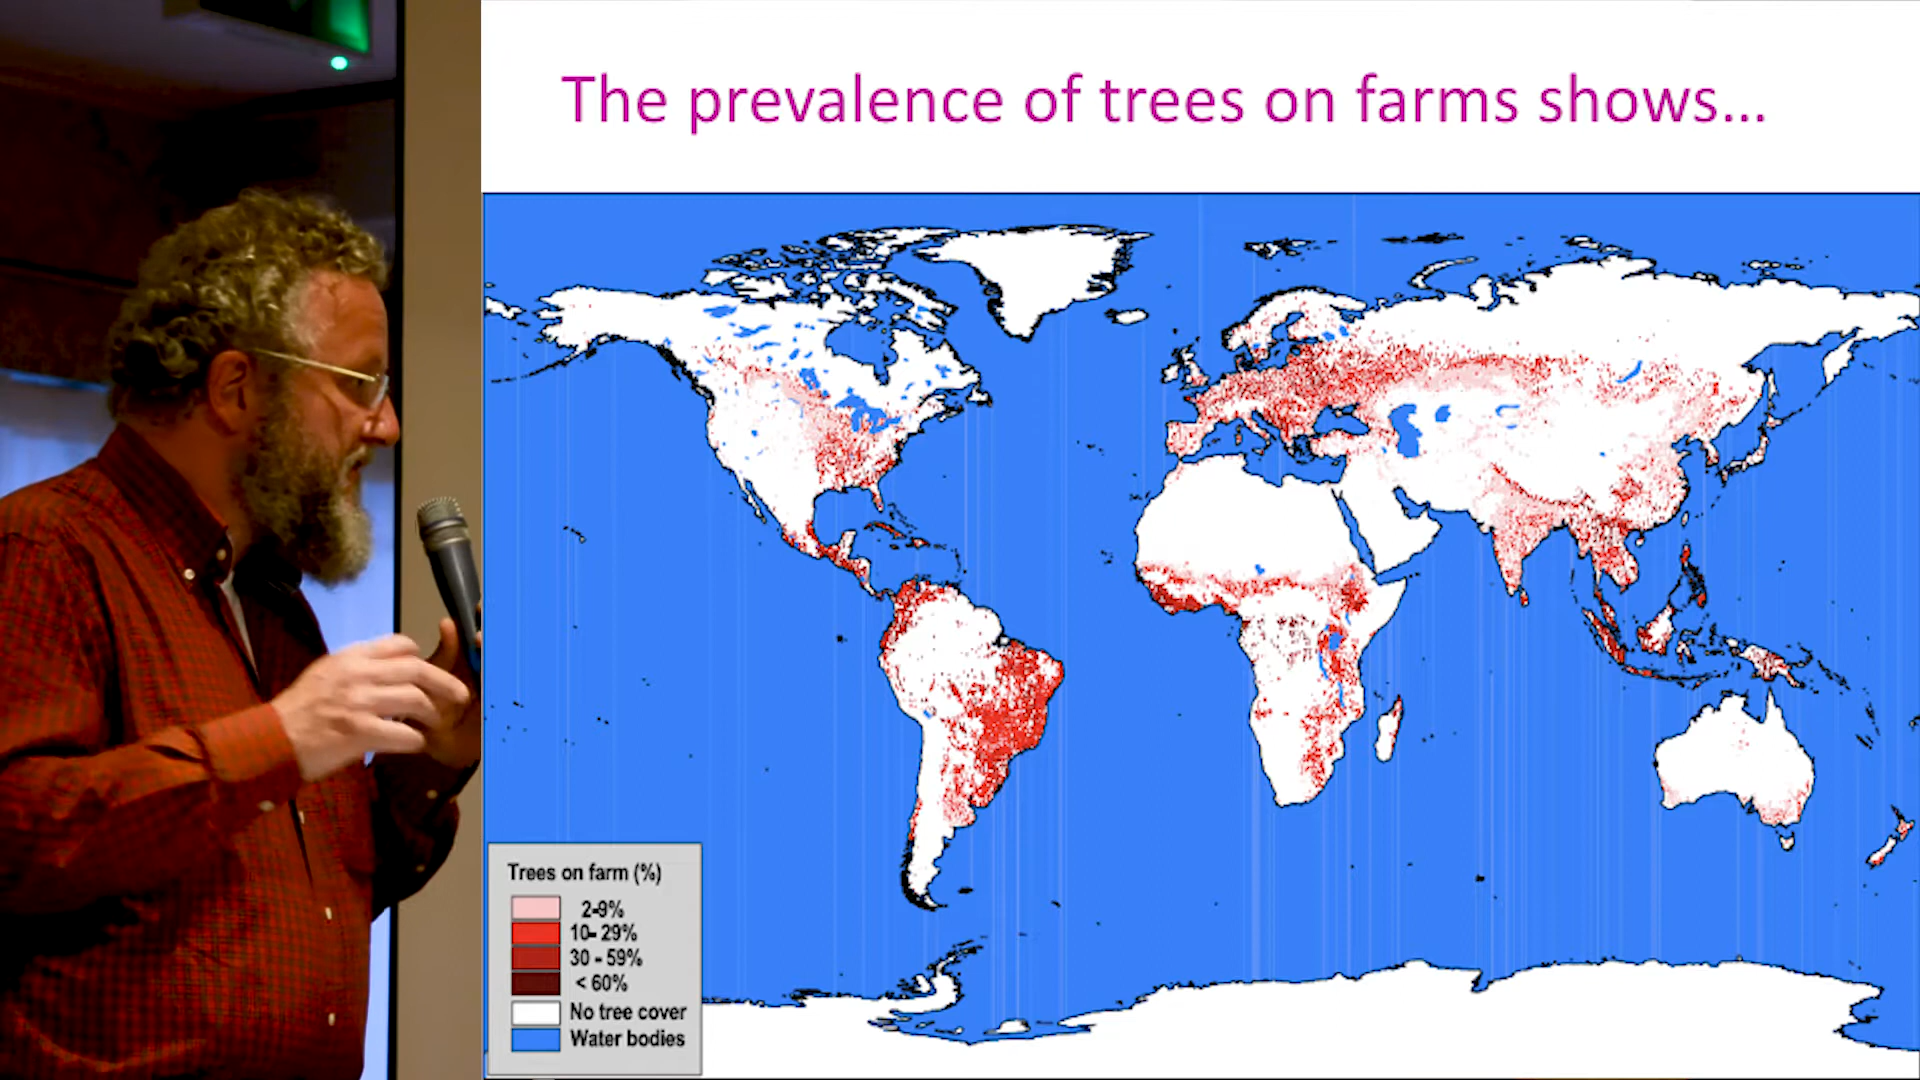 The prevalence of trees on farms shows...
Trees on farm (%)
2-9%
10- 29%
30 - 59%
< 60%
No tree cover
Water bodies